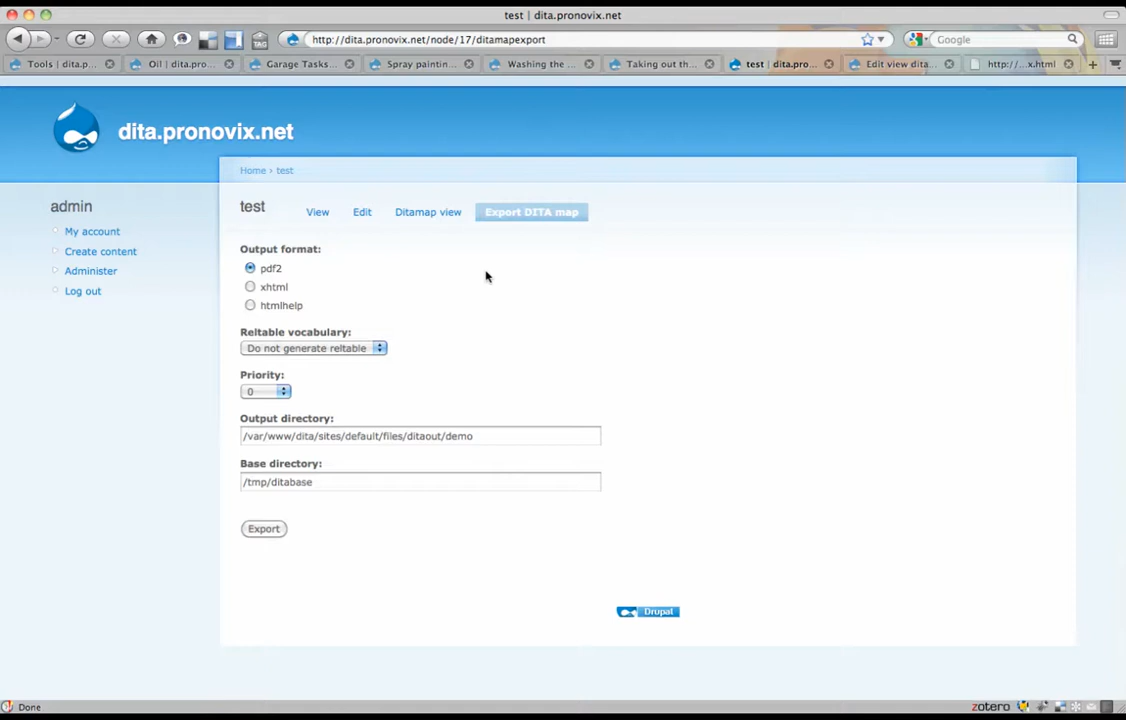 test | dita.pronovix.net
http://dita.pronovix.net/node/17/ditamapexport
Google
TAG
Tools | dita.p...
Oil | dita.pro...
Garage Tasks...
Spray paintin...
Washing the ...
Taking out th...
test | dita.pro...
Edit view dita...
http://...x.html
dita.pronovix.net
Home › test
admin
My account
Create content
Administer
Log out
test
View
Edit
Ditamap view
Export DITA map
Output format:
pdf2
xhtml
htmlhelp
Reltable vocabulary:
Do not generate reltable
Priority:
0
Output directory:
/var/www/dita/sites/default/files/ditaout/demo
Base directory:
/tmp/ditabase
Export
Drupal
Done
zotero